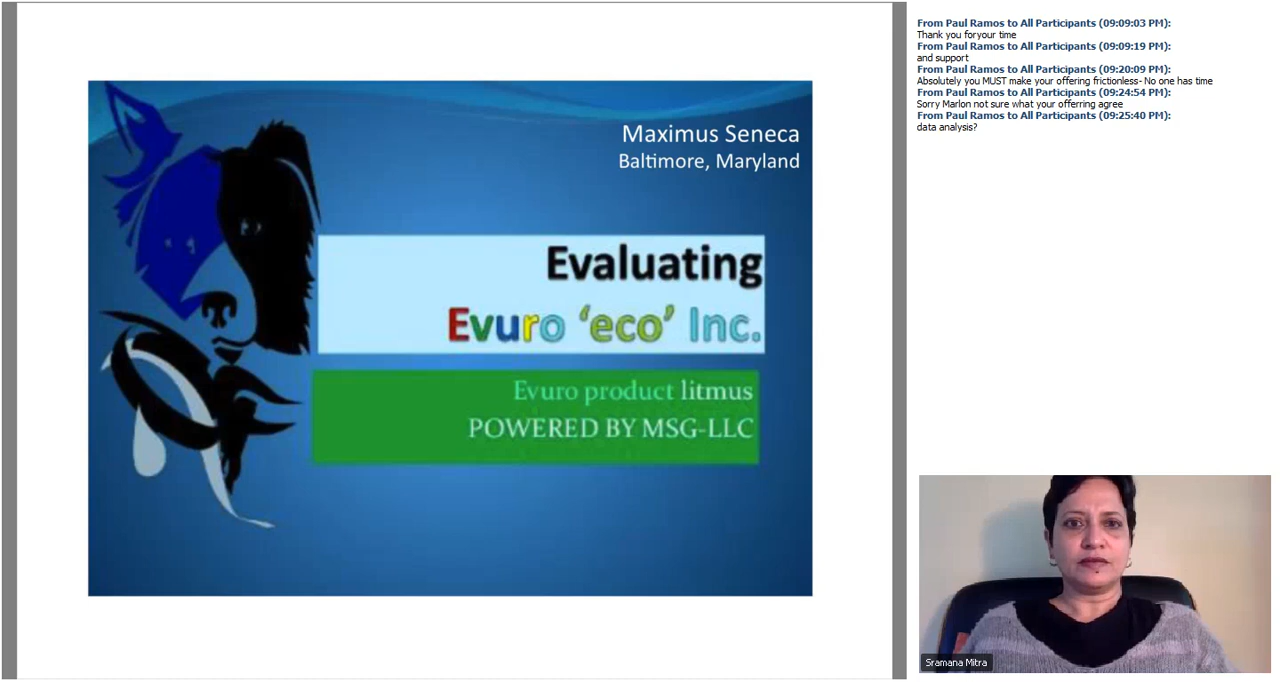 Maximus Seneca
Baltimore, Maryland
Evaluating
Evuro ‘eco’ Inc.
Evuro product litmus
POWERED BY MSG-LLC
From Paul Ramos to All Participants (09:09:03 PM):
Thank you foryour time
From Paul Ramos to All Participants (09:09:19 PM):
and support
From Paul Ramos to All Participants (09:20:09 PM):
Absolutely you MUST make your offering frictionless- No one has time
From Paul Ramos to All Participants (09:24:54 PM):
Sorry Marlon not sure what your offerring agree
From Paul Ramos to All Participants (09:25:40 PM):
data analysis?
Sramana Mitra